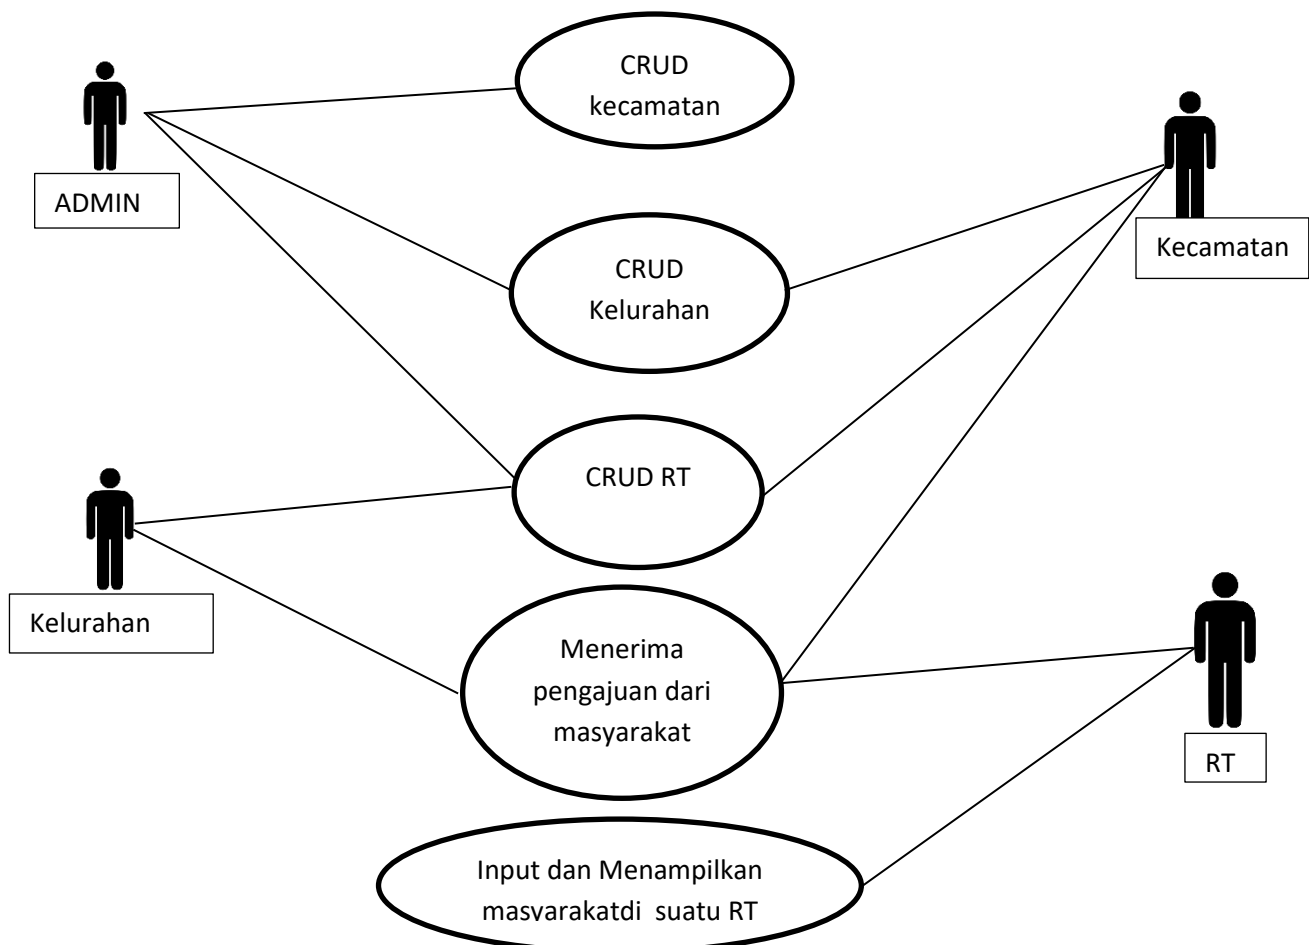 CRUD
kecamatan
ADMIN
Kecamatan
CRUD
Kelurahan
CRUD RT
Kelurahan
Menerima
pengajuan dari
masyarakat
RT
Input dan Menampilkan
masyarakatdi suatu RT